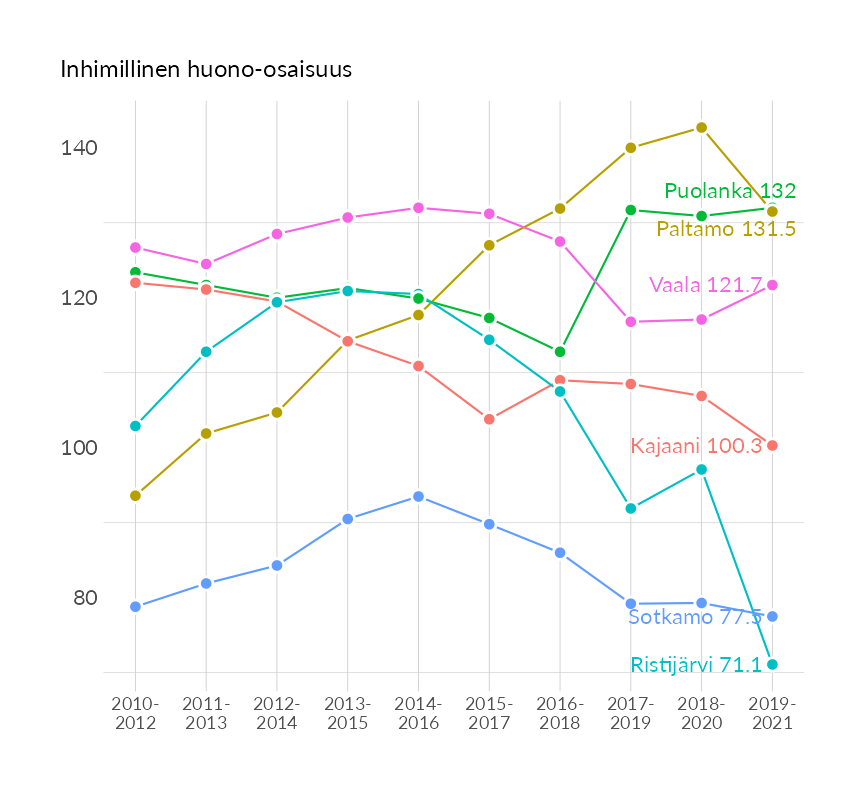 Inhimillinen huono-osaisuus
140
Puolanka 132
Paltamo 131.5
120
Vaala 121.7
100
Kajaani 100.3
80
Sotkamo 77.5
Ristijärvi 71.1
2010- 2011- 2012- 2013- 2014- 2015- 2016- 2017- 2018- 2019-
2012 2013 2014 2015 2016 2017 2018 2019 2020 2021